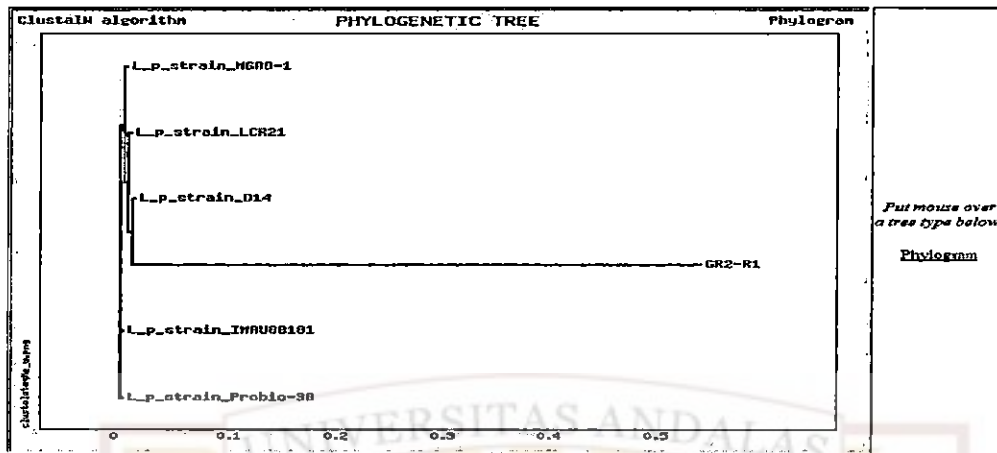 ClustalW algorithm PHYLOGENETIC TREE Phylogram
L_p_strain_MGA0-1
L_p_strain_LCR21
L_p_strain_D14
GR2-R1
L_p_strain_IMAU80101
L_p_strain_Probio-38
0 0.1 0.2 0.3 0.4 0.5
Put mouse over
a tree type below
Phylogram
UNIVERSITAS ANDALAS